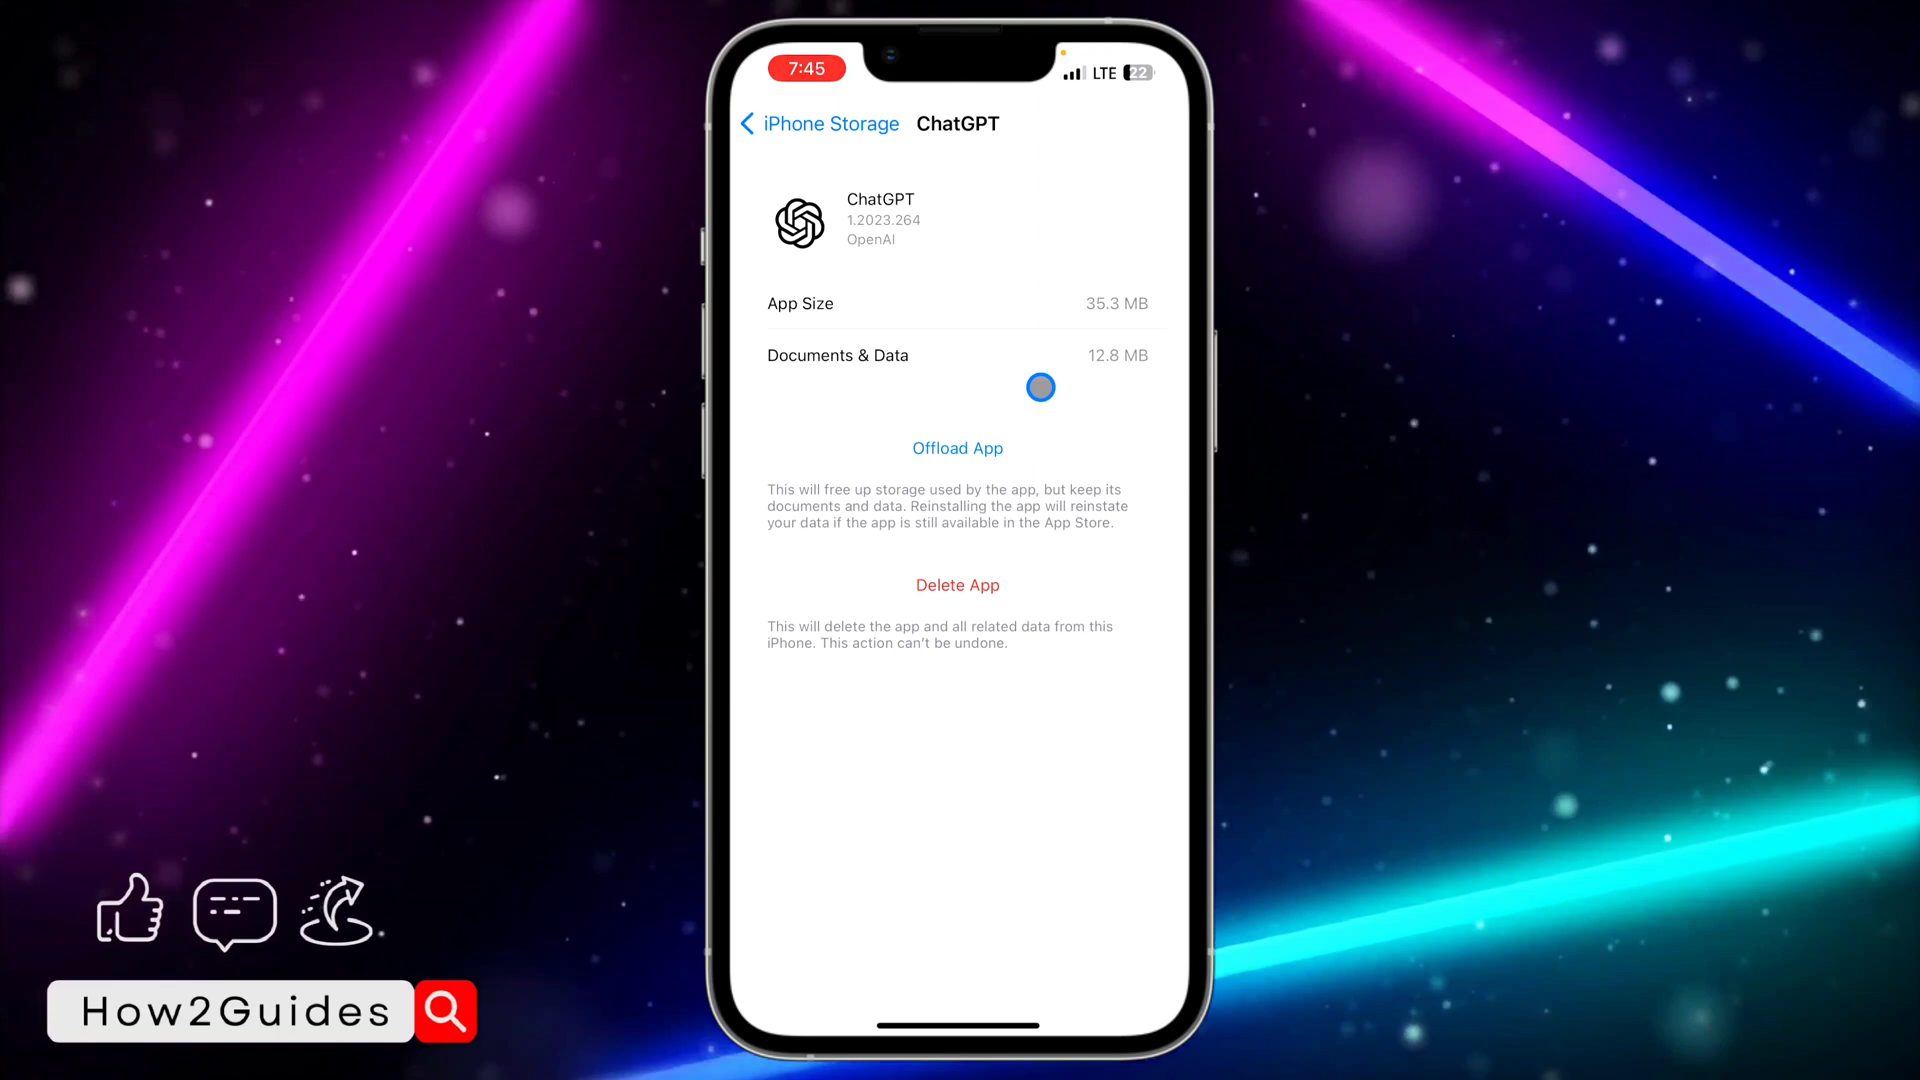 7:45
LTE 22
iPhone Storage ChatGPT
ChatGPT
1.2023.264
OpenAI
App Size 35.3 MB
Documents & Data 12.8 MB
Offload App
This will free up storage used by the app, but keep its
documents and data. Reinstalling the app will reinstate
your data if the app is still available in the App Store.
Delete App
This will delete the app and all related data from this
iPhone. This action can't be undone.
How2Guides